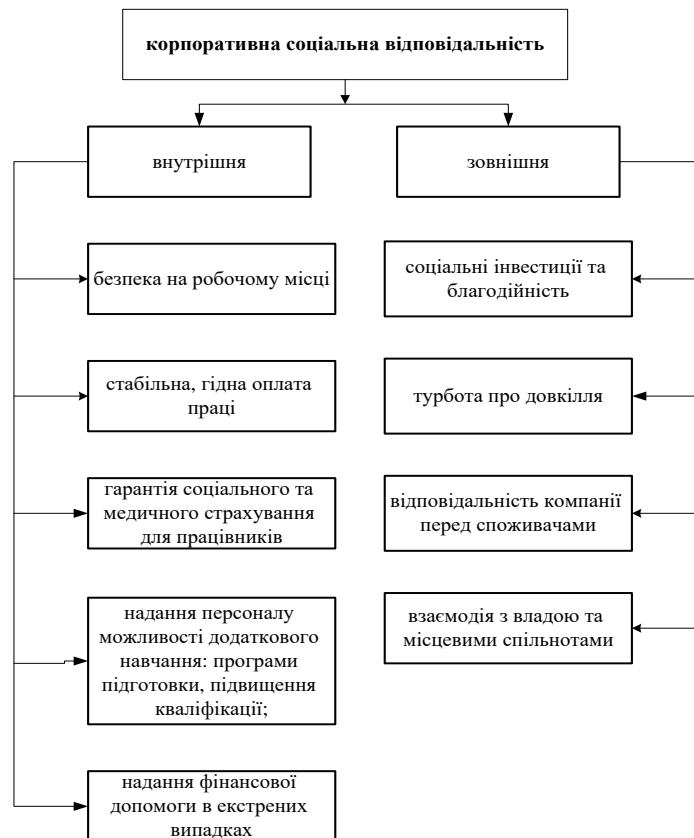 корпоративна соціальна відповідальність
внутрішня
зовнішня
безпека на робочому місці
соціальні інвестиції та
благодійність
стабільна, гідна оплата
праці
турбота про довкілля
гарантія соціального та
медичного страхування
для працівників
відповідальність компанії
перед споживачами
надання персоналу
можливості додаткового
навчання: програми
підготовки, підвищення
кваліфікації;
взаємодія з владою та
місцевими спільнотами
надання фінансової
допомоги в екстрених
випадках